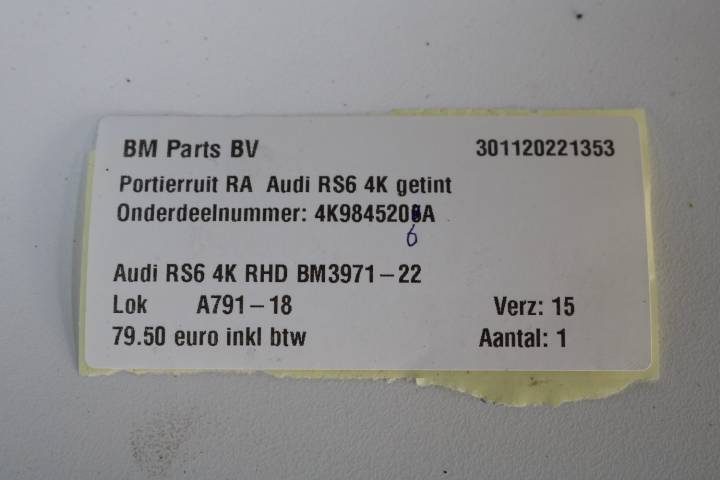 BM Parts BV 301120221353
Portierruit RA Audi RS6 4K getint
Onderdeelnummer: 4K9845206A
6
Audi RS6 4K RHD BM3971-22
Lok A791-18 Verz: 15
79.50 euro inkl btw Aantal: 1